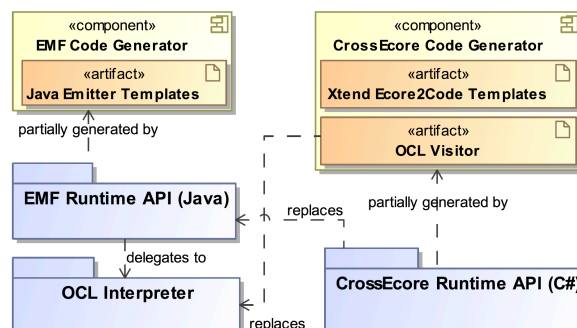 «component»
EMF Code Generator
«artifact»
Java Emitter Templates
partially generated by
EMF Runtime API (Java)
delegates to
OCL Interpreter
«component»
CrossEcore Code Generator
«artifact»
Xtend Ecore2Code Templates
«artifact»
OCL Visitor
partially generated by
replaces
CrossEcore Runtime API (C#)
replaces